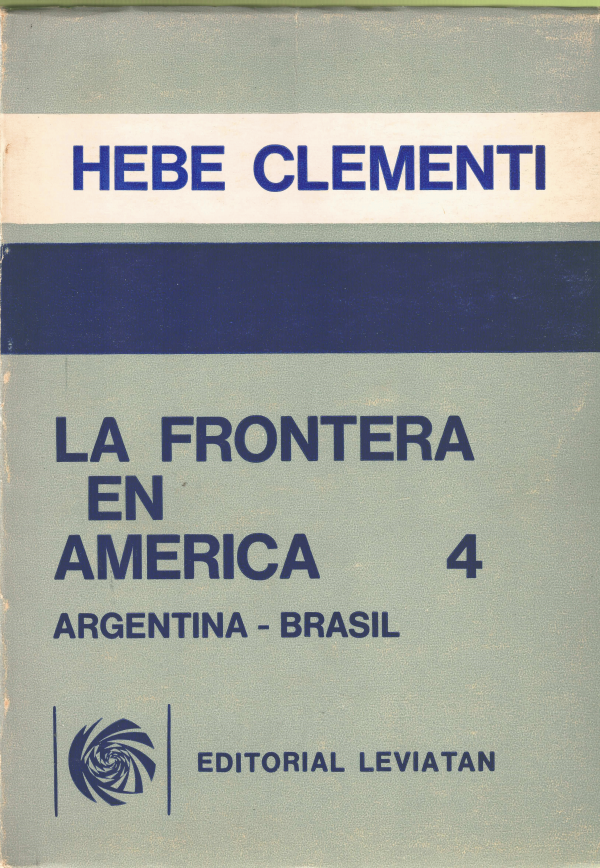 HEBE CLEMENTI
LA FRONTERA
EN
AMERICA 4
ARGENTINA - BRASIL
EDITORIAL LEVIATAN